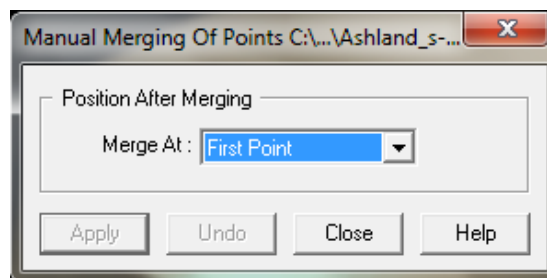 Manual Merging Of Points C:\...\Ashland_s-...
Position After Merging
Merge At : First Point
Apply Undo Close Help